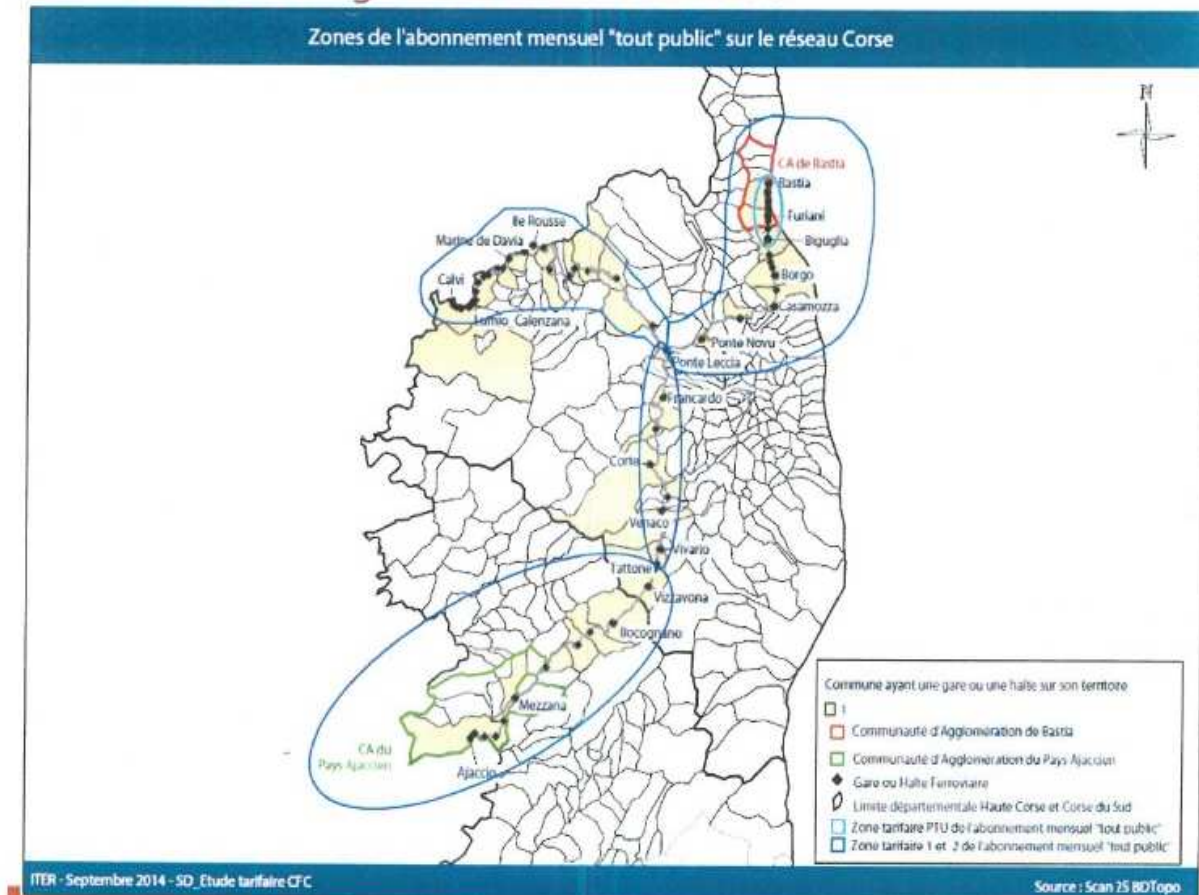 Zones de l'abonnement mensuel "tout public" sur le réseau Corse
N
CA de Bastia
Bastia
Ile Rousse
Furiani
Marine de Davia
Biguglia
Calvi
Borgo
Casamozza
Lumio Calenzana
Ponte Novu
Ponte Leccia
Francardo
Corte
Venaco
Vivario
Tattone
Vizzavona
Bocognano
Mezzana
CA du
Pays Ajaccien
Ajaccio
Commune ayant une gare ou une halte sur son territoire
1
Communauté d'Agglomération de Bastia
Communauté d'Agglomération du Pays Ajaccien
Gare ou Halte Ferroviaire
Limite départementale Haute Corse et Corse du Sud
Zone tarifaire PTU de l'abonnement mensuel "tout public"
Zone tarifaire 1 et 2 de l'abonnement mensuel "tout public"
ITER - Septembre 2014 - SD_Etude tarifaire CFC
Source : Scan 25 BDTopo